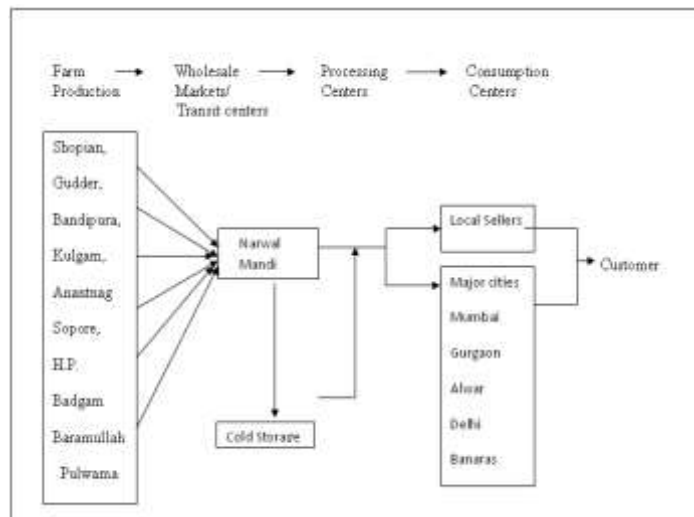 Farm Production
Wholesale Markets/ Transit centers
Processing Centers
Consumption Centers
Shopian,
Gudder,
Bandipura,
Kulgam,
Anastnag
Sopore,
H.P.
Badgam
Baramullah
Pulwama
Narwal
Mandi
Cold Storage
Local Sellers
Major cities
Mumbai
Gurgaon
Alwar
Delhi
Banaras
Customer